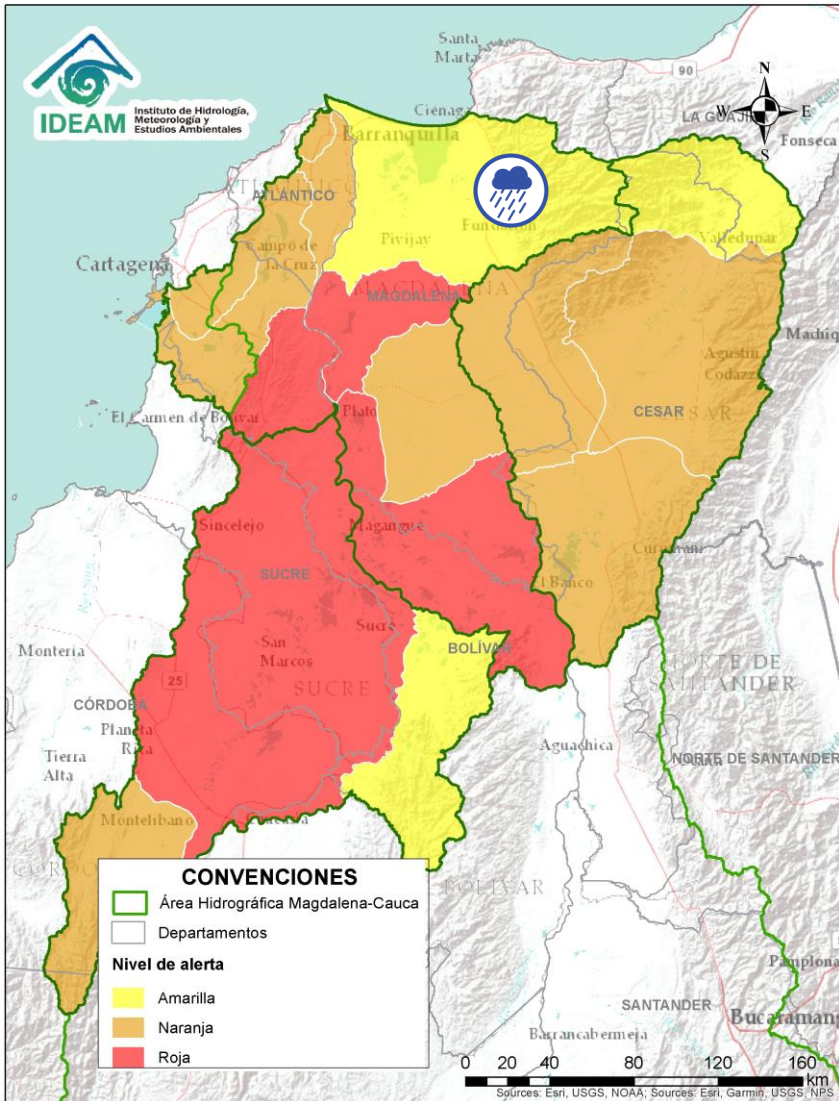 IDEAM
Instituto de Hidrología,
Meteorología y
Estudios Ambientales
Santa
Marta
90
N
W
E
S
LA GUAJI
Ciénaga
Barranquilla
Fonseca
ATLÁNTICO
Fundación
Valledupar
Pivijay
Campo de
la Cruz
Cartagena
MAGDALENA
Machiq
Agustín
Codazzi
CESAR
El Carmen de Bolívar
Plato
Sincelejo
Magangue
SUCRE
El Banco
Sucre
Montería
San
Marcos
BOLÍVAR
SUCRE
25
NORTE DE
SANTANDER
CÓRDOBA
Planeta
Rica
Tierra
Alta
Aguachica
NORTE DE SANTANDER
Montelibano
BOLÍVAR
CONVENCIONES
Área Hidrográfica Magdalena-Cauca
Departamentos
Nivel de alerta
Amarilla
Naranja
Roja
Pamplona
SANTANDER
Bucaramang
Barrancabermeja
0 20 40 80 120 160
km
Sources: Esri, USGS, NOAA; Sources: Esri, Garmin, USGS, NPS